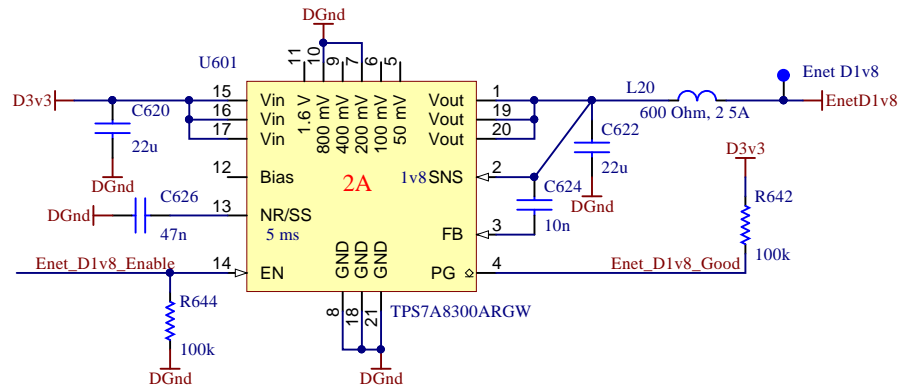 DGnd
U601
11
10
9
7
6
5
D3v3
C620
22u
DGnd
15
16
17
Vin
Vin
Vin
1.6 V
800 mV
400 mV
200 mV
100 mV
50 mV
Vout
Vout
Vout
1
19
20
L20
600 Ohm, 2 5A
Enet D1v8
EnetD1v8
C622
22u
DGnd
12
Bias
2A
1v8
SNS
2
C624
10n
D3v3
R642
100k
DGnd
C626
47n
13
NR/SS
5 ms
FB
3
Enet_D1v8_Enable
14
EN
GND
GND
GND
PG
4
Enet_D1v8_Good
R644
100k
DGnd
8
18
21
TPS7A8300ARGW
DGnd